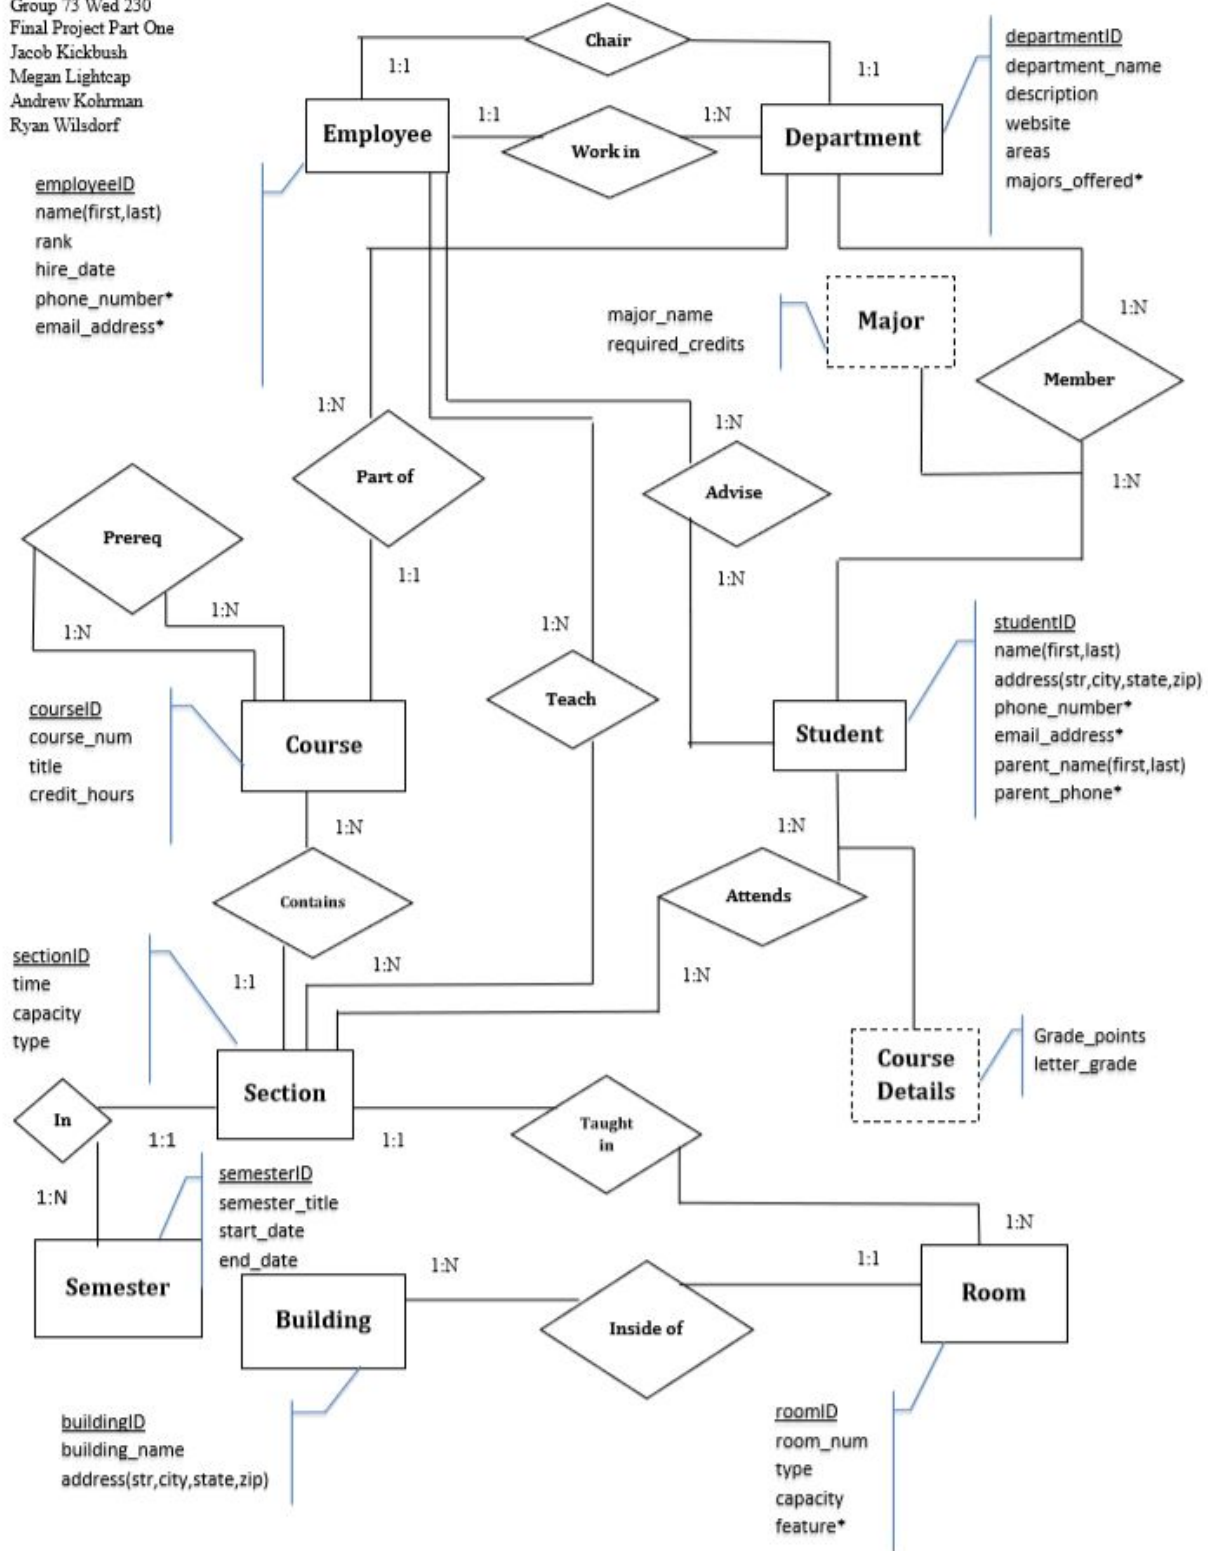 Group 73 Wed 230
Final Project Part One
Jacob Kickbush
Megan Lightcap
Andrew Kohrman
Ryan Wilsdorf
Chair
1:1
1:1
Employee
1:1
Work in
1:N
Department
departmentID
department_name
description
website
areas
majors_offered*
employeeID
name(first,last)
rank
hire_date
phone_number*
email_address*
major_name
required_credits
Major
1:N
Member
1:N
1:N
Part of
1:1
1:N
Advise
1:N
Prereq
1:N
1:N
1:N
Teach
1:N
courseID
course_num
title
credit_hours
Course
Student
studentID
name(first,last)
address(str,city,state,zip)
phone_number*
email_address*
parent_name(first,last)
parent_phone*
1:N
Contains
1:1
1:N
Attends
1:N
sectionID
time
capacity
type
Section
Course
Details
Grade_points
letter_grade
In
1:1
1:N
1:1
Taught
in
1:N
semesterID
semester_title
start_date
end_date
Semester
Building
1:N
Inside of
1:1
Room
buildingID
building_name
address(str,city,state,zip)
roomID
room_num
type
capacity
feature*